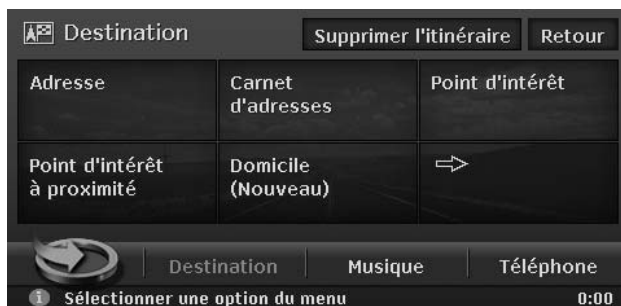 Destination
Supprimer l'itinéraire
Retour
Adresse
Carnet
d'adresses
Point d'intérêt
Point d'intérêt
à proximité
Domicile
(Nouveau)
Destination
Musique
Téléphone
Sélectionner une option du menu
0:00